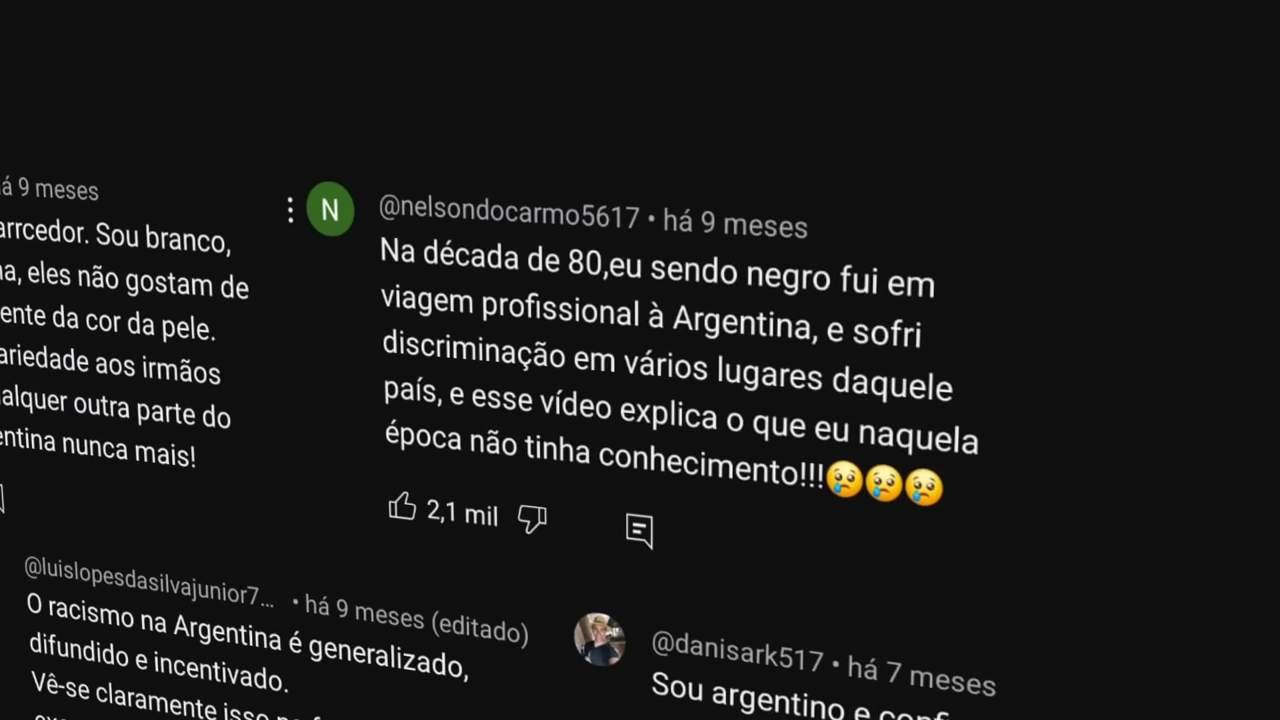 á 9 meses
arrcedor. Sou branco,
na, eles não gostam de
ente da cor da pele.
ariedade aos irmãos
alquer outra parte do
entina nunca mais!
N
@nelsondocarmo5617 • há 9 meses
Na década de 80,eu sendo negro fui em
viagem profissional à Argentina, e sofri
discriminação em vários lugares daquele
país, e esse vídeo explica o que eu naquela
época não tinha conhecimento!!!😢😢😢
2,1 mil
@luislopesdasilvajunior7... • há 9 meses (editado)
O racismo na Argentina é generalizado,
difundido e incentivado.
Vê-se claramente isso
@danisark517 • há 7 meses
Sou argentino e conf